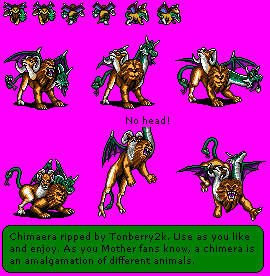 No head!
Chimaera ripped by Tonberry2k. Use as you like
and enjoy. As you Mother fans know, a chimera is
an amalgamation of different animals.